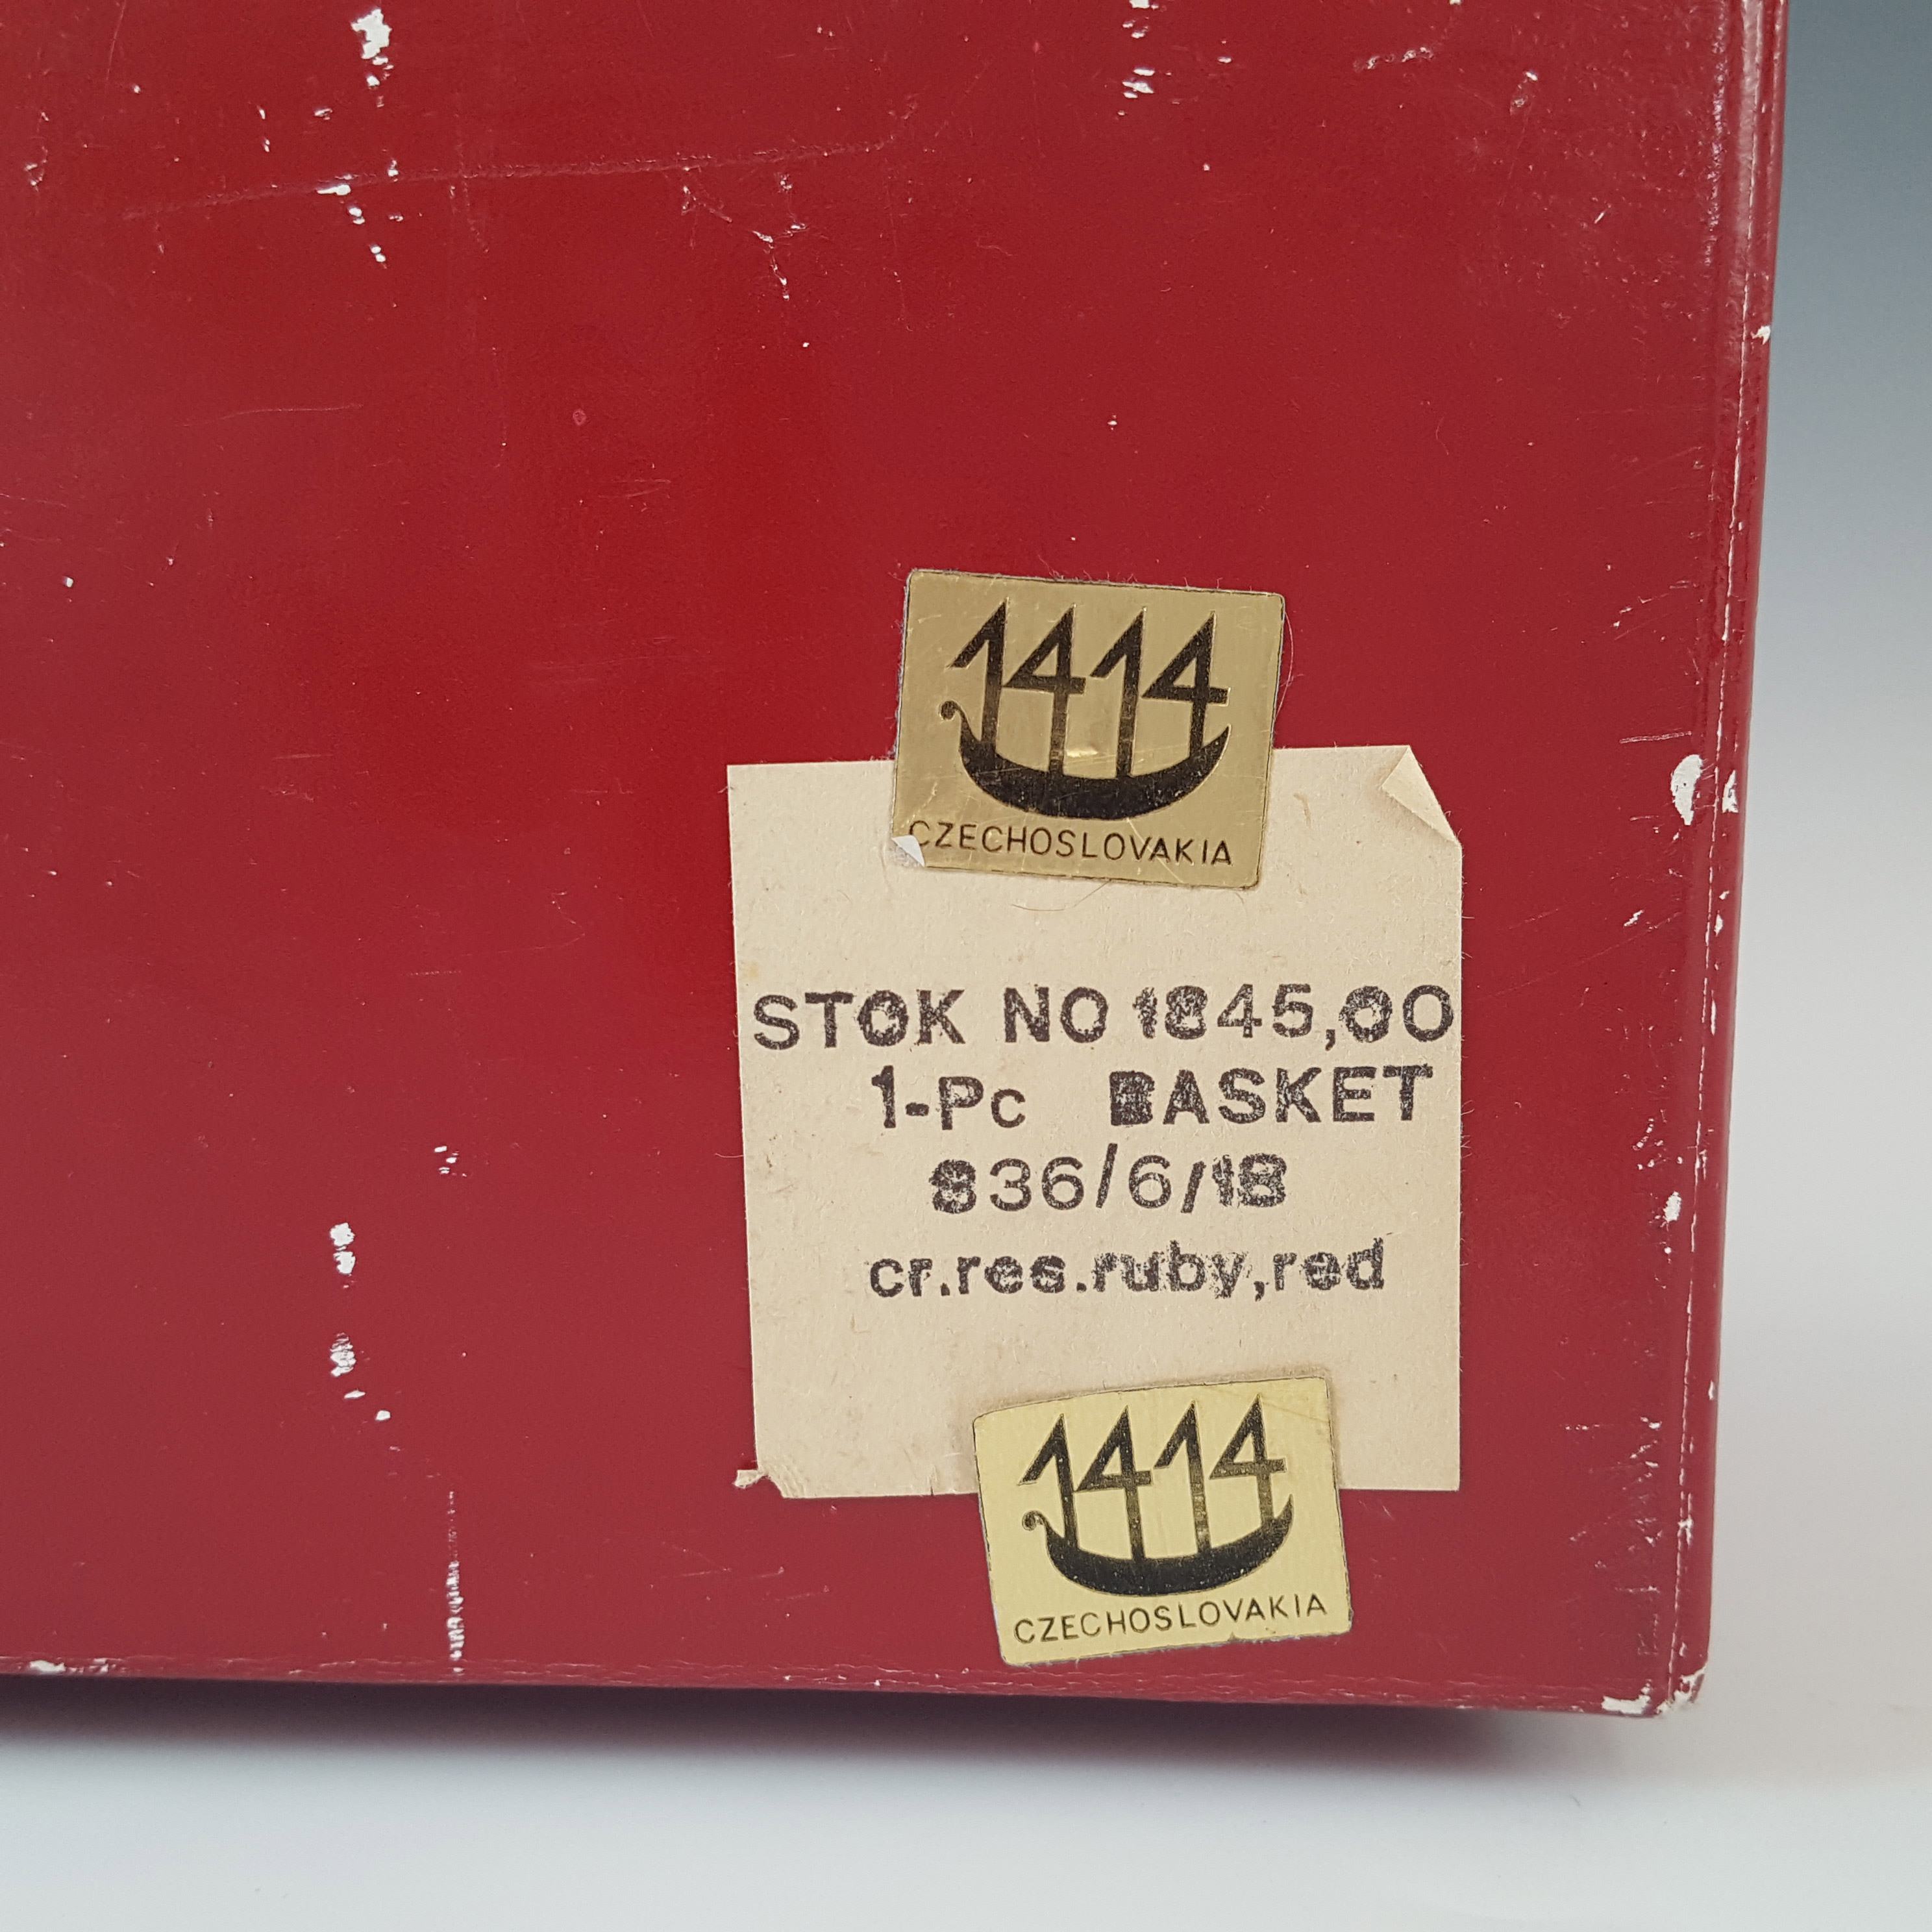 1414
CZECHOSLOVAKIA
STOK NO 1845,00
1-Pc BASKET
836/6/18
cr.res.ruby,red
1414
CZECHOSLOVAKIA